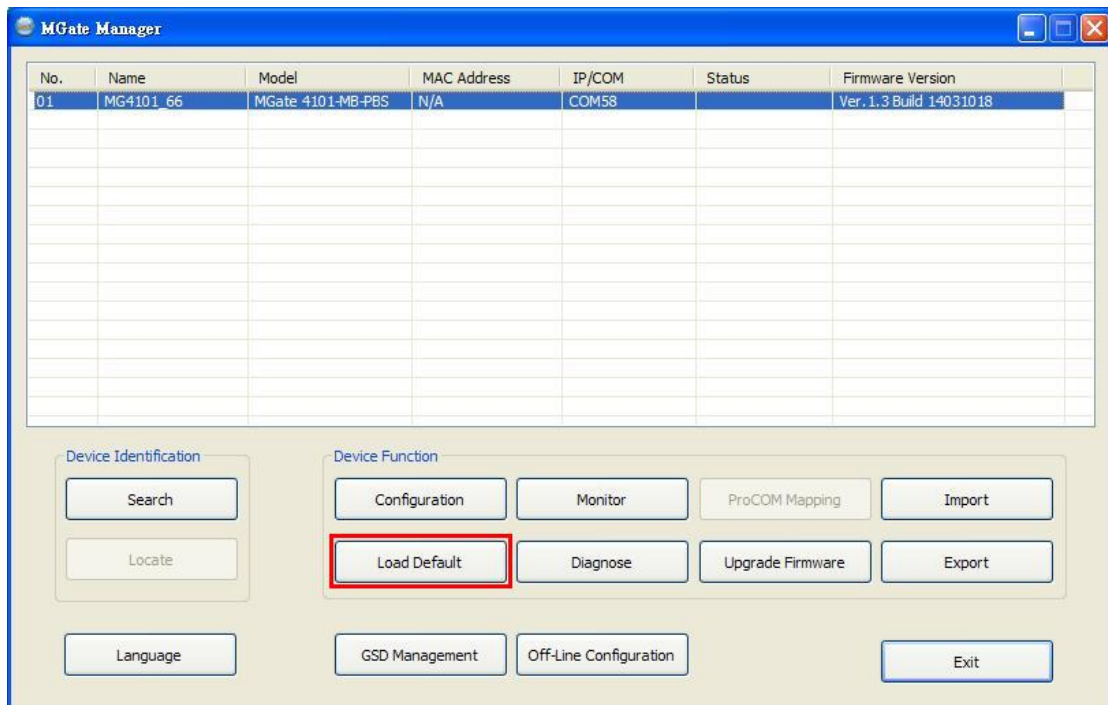 MGate Manager
No. Name Model MAC Address IP/COM Status Firmware Version
01 MG4101_66 MGate 4101-MB-PBS N/A COM58 Ver.1.3 Build 14031018
Device Identification Device Function
Search Configuration Monitor ProCOM Mapping Import
Locate Load Default Diagnose Upgrade Firmware Export
Language GSD Management Off-Line Configuration Exit